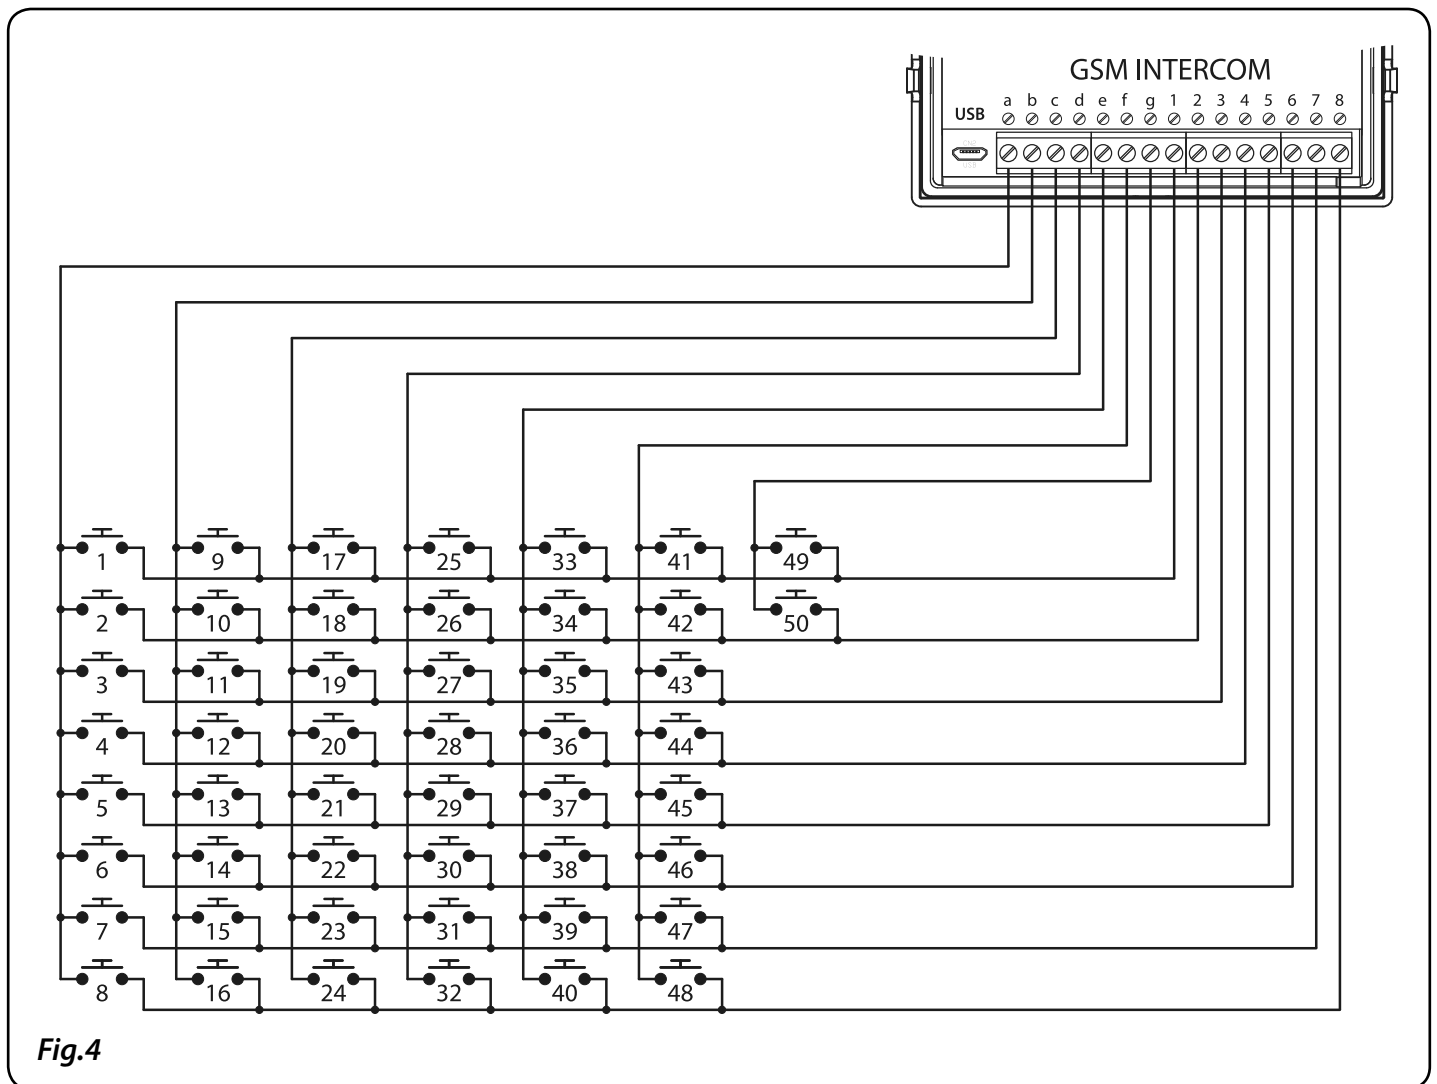 GSM INTERCOM
USB a b c d e f g 1 2 3 4 5 6 7 8
USB
1 9 17 25 33 41 49
2 10 18 26 34 42 50
3 11 19 27 35 43
4 12 20 28 36 44
5 13 21 29 37 45
6 14 22 30 38 46
7 15 23 31 39 47
8 16 24 32 40 48
Fig.4